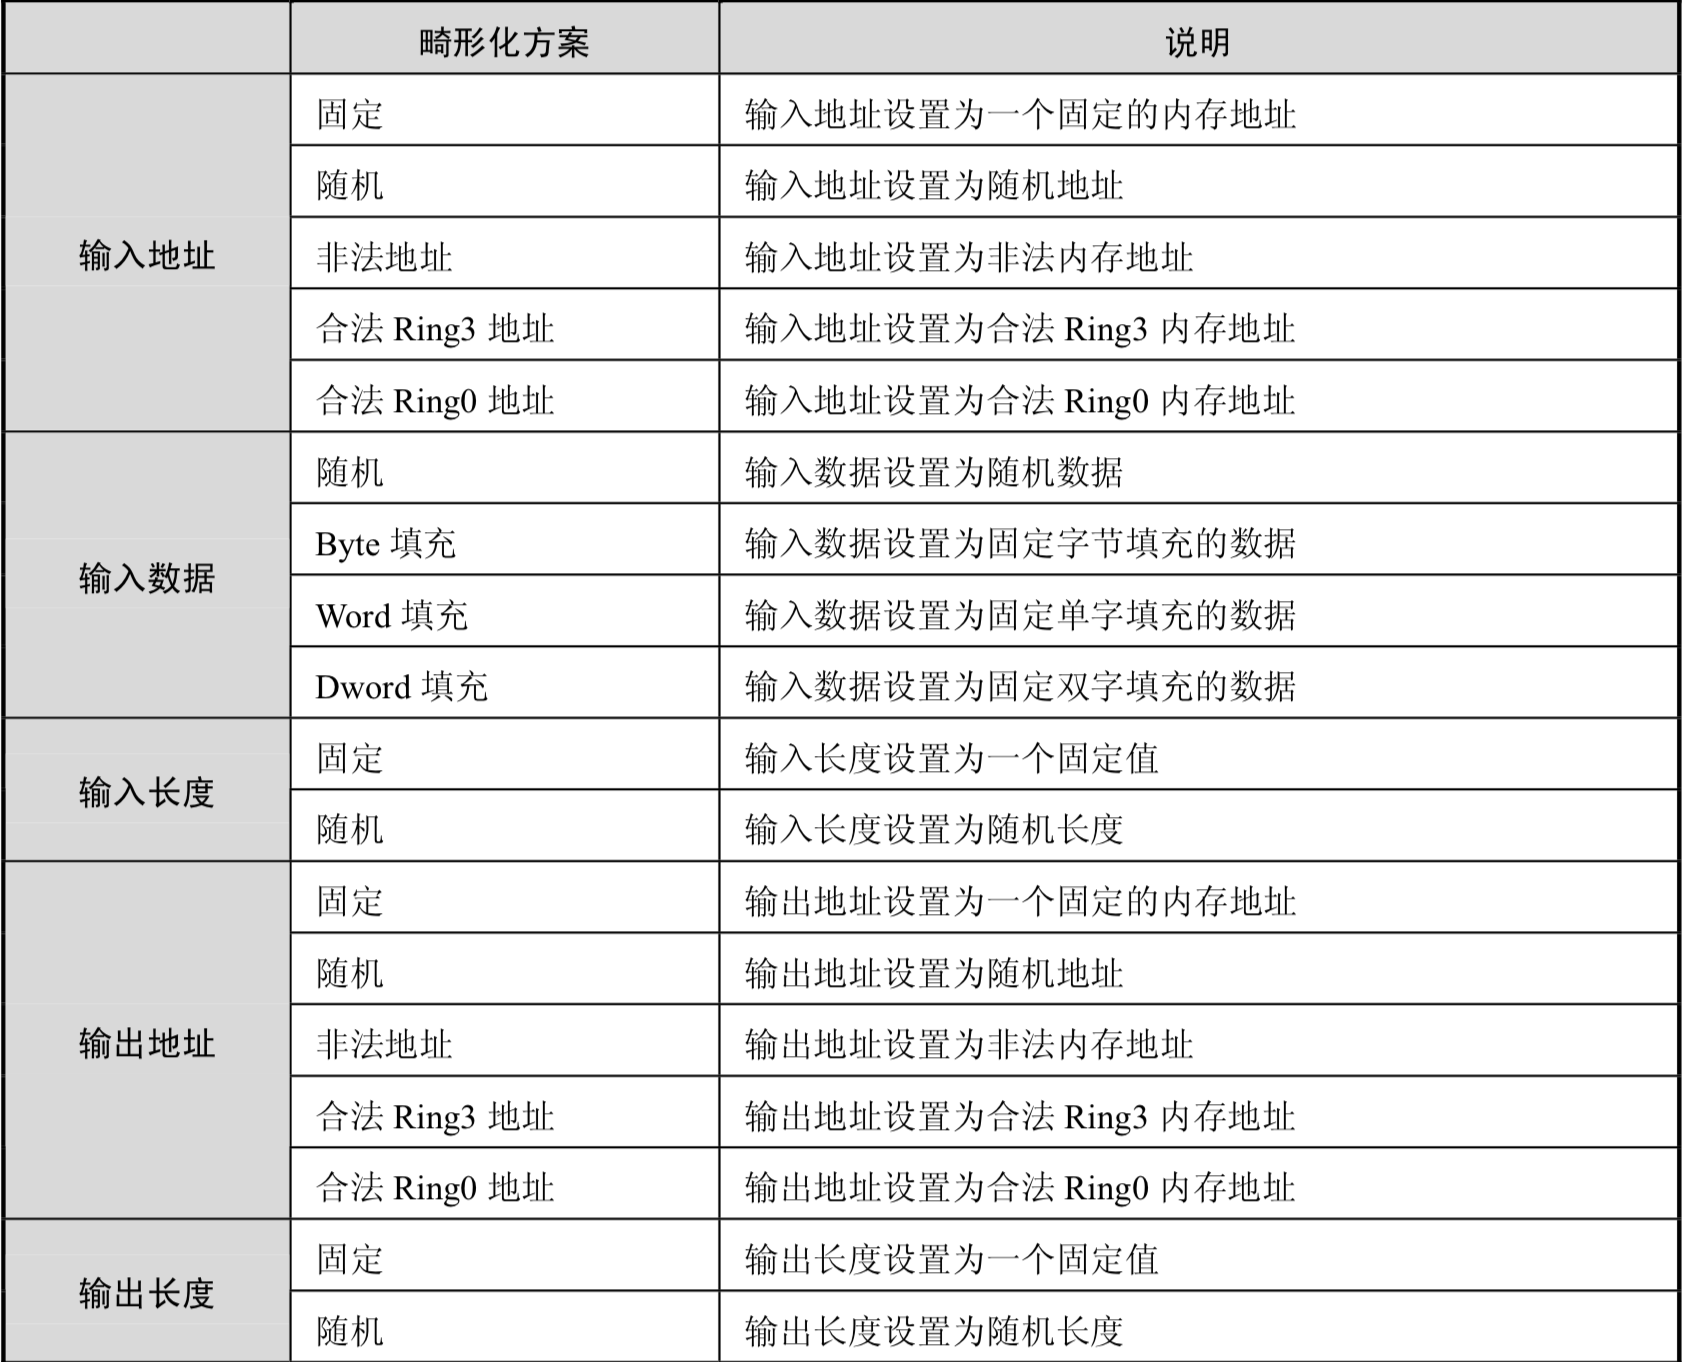 畸形化方案 说明
输入地址
固定 输入地址设置为一个固定的内存地址
随机 输入地址设置为随机地址
非法地址 输入地址设置为非法内存地址
合法 Ring3 地址 输入地址设置为合法 Ring3 内存地址
合法 Ring0 地址 输入地址设置为合法 Ring0 内存地址
输入数据
随机 输入数据设置为随机数据
Byte 填充 输入数据设置为固定字节填充的数据
Word 填充 输入数据设置为固定单字填充的数据
Dword 填充 输入数据设置为固定双字填充的数据
输入长度
固定 输入长度设置为一个固定值
随机 输入长度设置为随机长度
输出地址
固定 输出地址设置为一个固定的内存地址
随机 输出地址设置为随机地址
非法地址 输出地址设置为非法内存地址
合法 Ring3 地址 输出地址设置为合法 Ring3 内存地址
合法 Ring0 地址 输出地址设置为合法 Ring0 内存地址
输出长度
固定 输出长度设置为一个固定值
随机 输出长度设置为随机长度